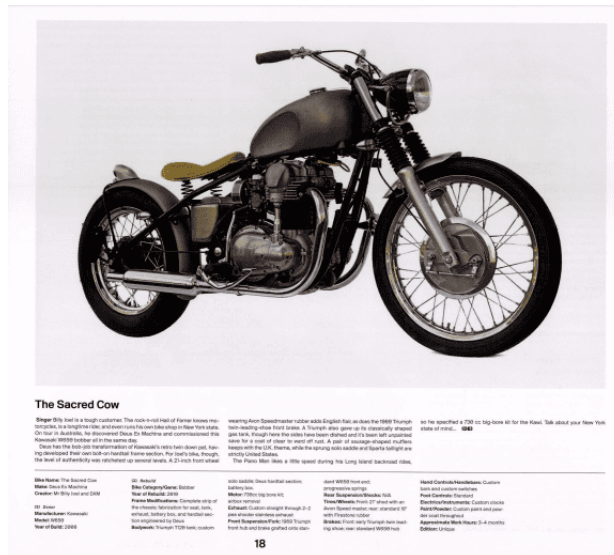 The Sacred Cow
Singer Billy Joel is a tough customer. The rock-n-roll Hall of Famer knows mo-
torcycles, is a longtime rider, and even runs his own bike shop in New York state.
On tour in Australia, he discovered Deus Ex Machina and commissioned this
Kawasaki W650 bobber all in the same day.
Deus has the bob-job transformation of Kawasaki's retro twin down pat, hav-
ing developed their own bolt-on hardtail frame section. For Joel's bike, though,
the level of authenticity was ratcheted up several levels. A 21-inch front wheel
wearing Avon Speedmaster rubber adds English flair, as does the 1969 Triumph
twin-leading-shoe front brake. A Triumph also gave up its classically shaped
gas tank, though here the sides have been dished and it's been left unpainted
save for a coat of clear to ward off rust. A pair of sausage-shaped mufflers
keeps with the U.K. theme, while the sprung solo saddle and Sparto taillight are
strictly United States.
The Piano Man likes a little speed during his Long Island backroad rides,
so he specified a 730 cc big-bore kit for the Kawi. Talk about your New York
state of mind...
Bike Name: The Sacred Cow
Make: Deus Ex Machina
Creator: Mr Billy Joel and DXM
Manufacturer: Kawasaki
Model: W650
Year of Build: 2006
Rebuild
Bike Category/Genre: Bobber
Year of Rebuild: 2010
Frame Modifications: Complete strip of
the chassis; fabrication for seat, tank,
exhaust, battery box, and hardtail sec-
tion engineered by Deus
Bodywork: Triumph T120 tank; custom
solo saddle; Deus hardtail section,
battery box.
Motor: 730cc big bore kit;
airbox removal
Exhaust: Custom straight through 2–2
pea shooter stainless exhaust
Front Suspension/Fork: 1969 Triumph
front hub and brake grafted onto stan-
dard W650 front end;
progressive springs
Rear Suspension/Shocks: N/A
Tires/Wheels: Front: 21" shod with an
Avon Speed master; rear: standard 18"
with Firestone rubber
Brakes: Front: early Triumph twin lead-
ing shoe; rear: standard W650 hub
Hand Controls/Handlebars: Custom
bars and custom switches
Foot Controls: Standard
Electrics/Instruments: Custom clocks
Paint/Powder: Custom paint and pow-
der coat throughout
Approximate Work Hours: 3–4 months
Edition: Unique
18